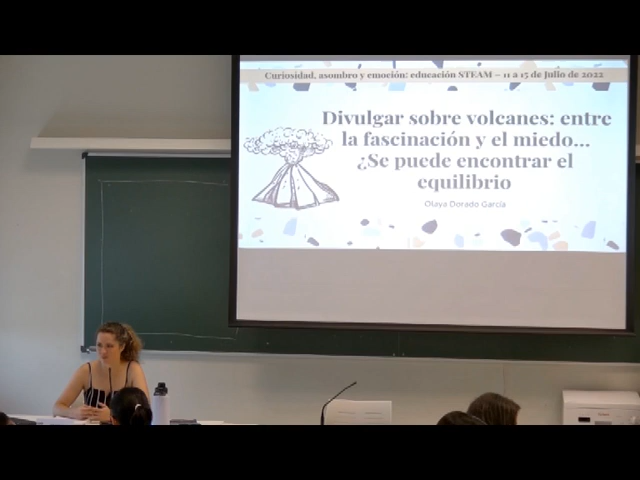 Curiosidad, asombro y emoción: educación STEAM – 11 a 15 de Julio de 2022
Divulgar sobre volcanes: entre
la fascinación y el miedo...
¿Se puede encontrar el
equilibrio
Olaya Dorado García